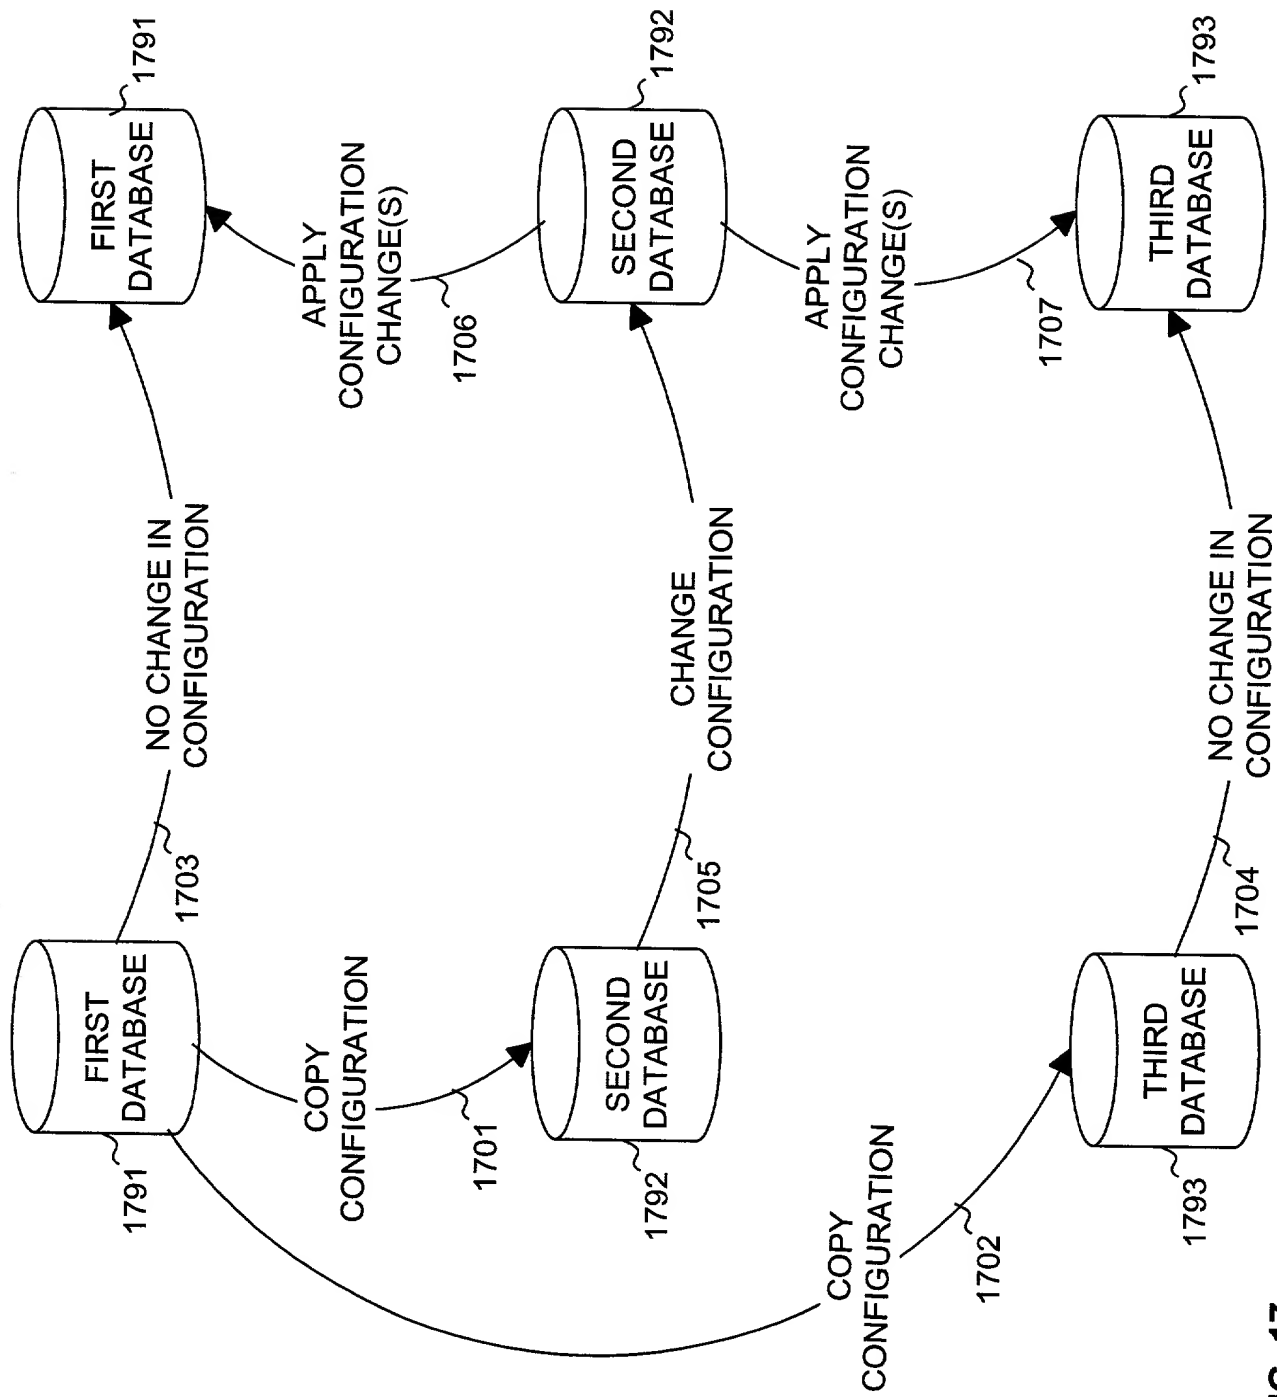 1791
FIRST
DATABASE
1703
NO CHANGE IN
CONFIGURATION
FIRST
DATABASE
1791
COPY
CONFIGURATION
1701
APPLY
CONFIGURATION
CHANGE(S)
1706
1792
SECOND
DATABASE
1705
CHANGE
CONFIGURATION
SECOND
DATABASE
1792
COPY
CONFIGURATION
1702
APPLY
CONFIGURATION
CHANGE(S)
1707
1793
THIRD
DATABASE
1704
NO CHANGE IN
CONFIGURATION
THIRD
DATABASE
1793
17